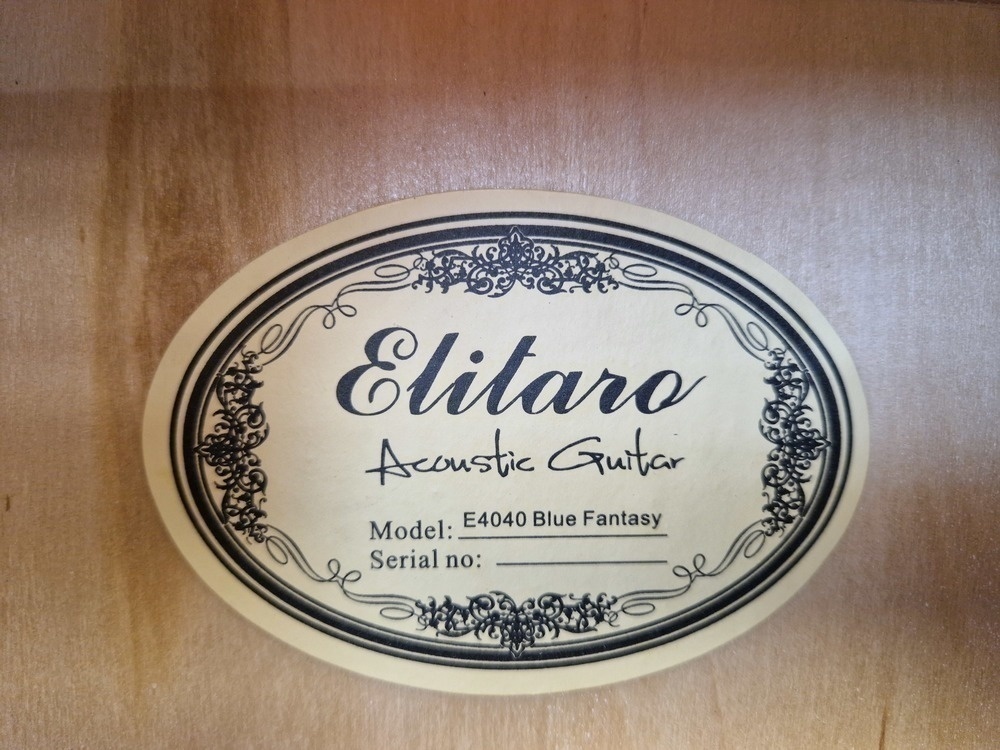 Elitaro
Acoustic Guitar
Model: E4040 Blue Fantasy
Serial no: